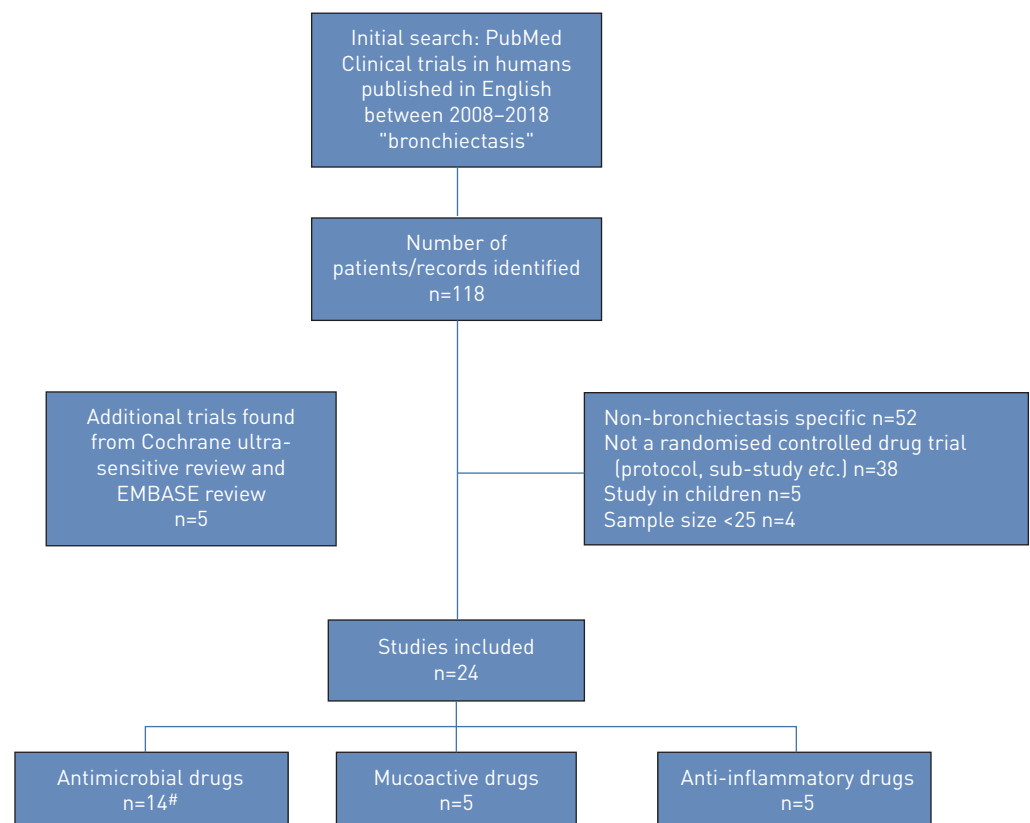 Initial search: PubMed
Clinical trials in humans
published in English
between 2008–2018
"bronchiectasis"
Number of
patients/records identified
n=118
Additional trials found
from Cochrane ultra-
sensitive review and
EMBASE review
n=5
Non-bronchiectasis specific n=52
Not a randomised controlled drug trial
(protocol, sub-study etc.) n=38
Study in children n=5
Sample size <25 n=4
Studies included
n=24
Antimicrobial drugs
n=14#
Mucoactive drugs
n=5
Anti-inflammatory drugs
n=5